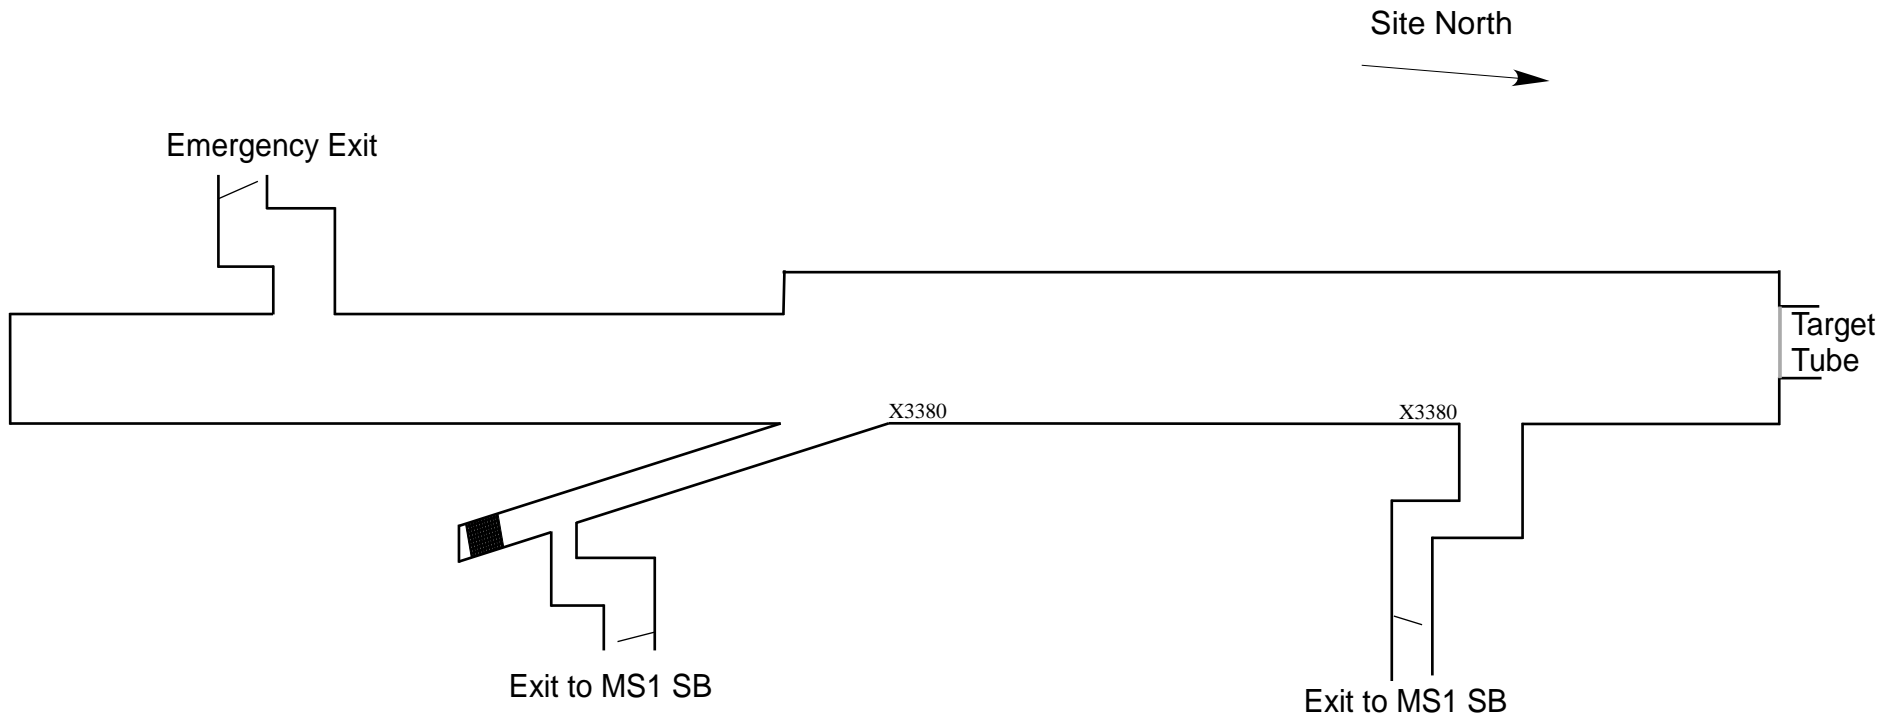 Site North
Emergency Exit
Target
Tube
X3380
X3380
Exit to MS1 SB
Exit to MS1 SB